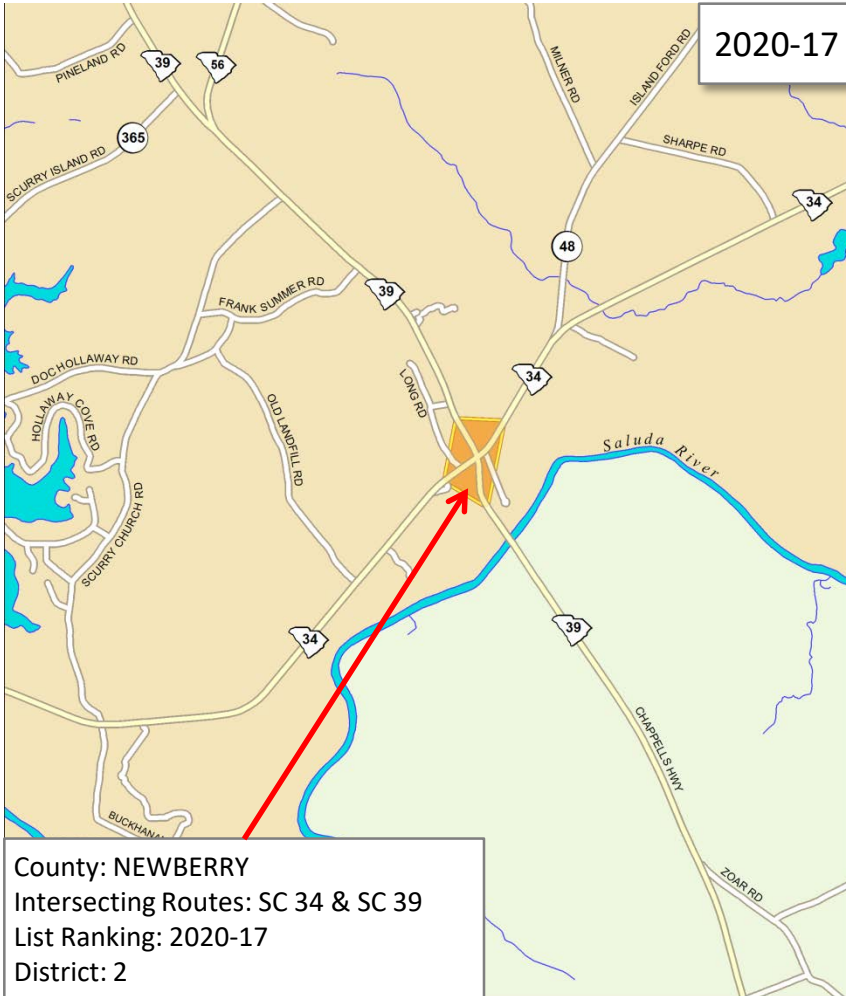 2020-17
PINELAND RD
39
56
MILNER RD
ISLAND FORD RD
365
SCURRY ISLAND RD
SHARPE RD
34
48
39
FRANK SUMMER RD
DOC HOLLAWAY RD
34
LONG RD
HOLLAWAY COVE RD
OLD LANDFILL RD
Saluda River
SCURRY CHURCH RD
34
39
CHAPPELLS HWY
ZOAR RD
County: NEWBERRY
Intersecting Routes: SC 34 & SC 39
List Ranking: 2020-17
District: 2